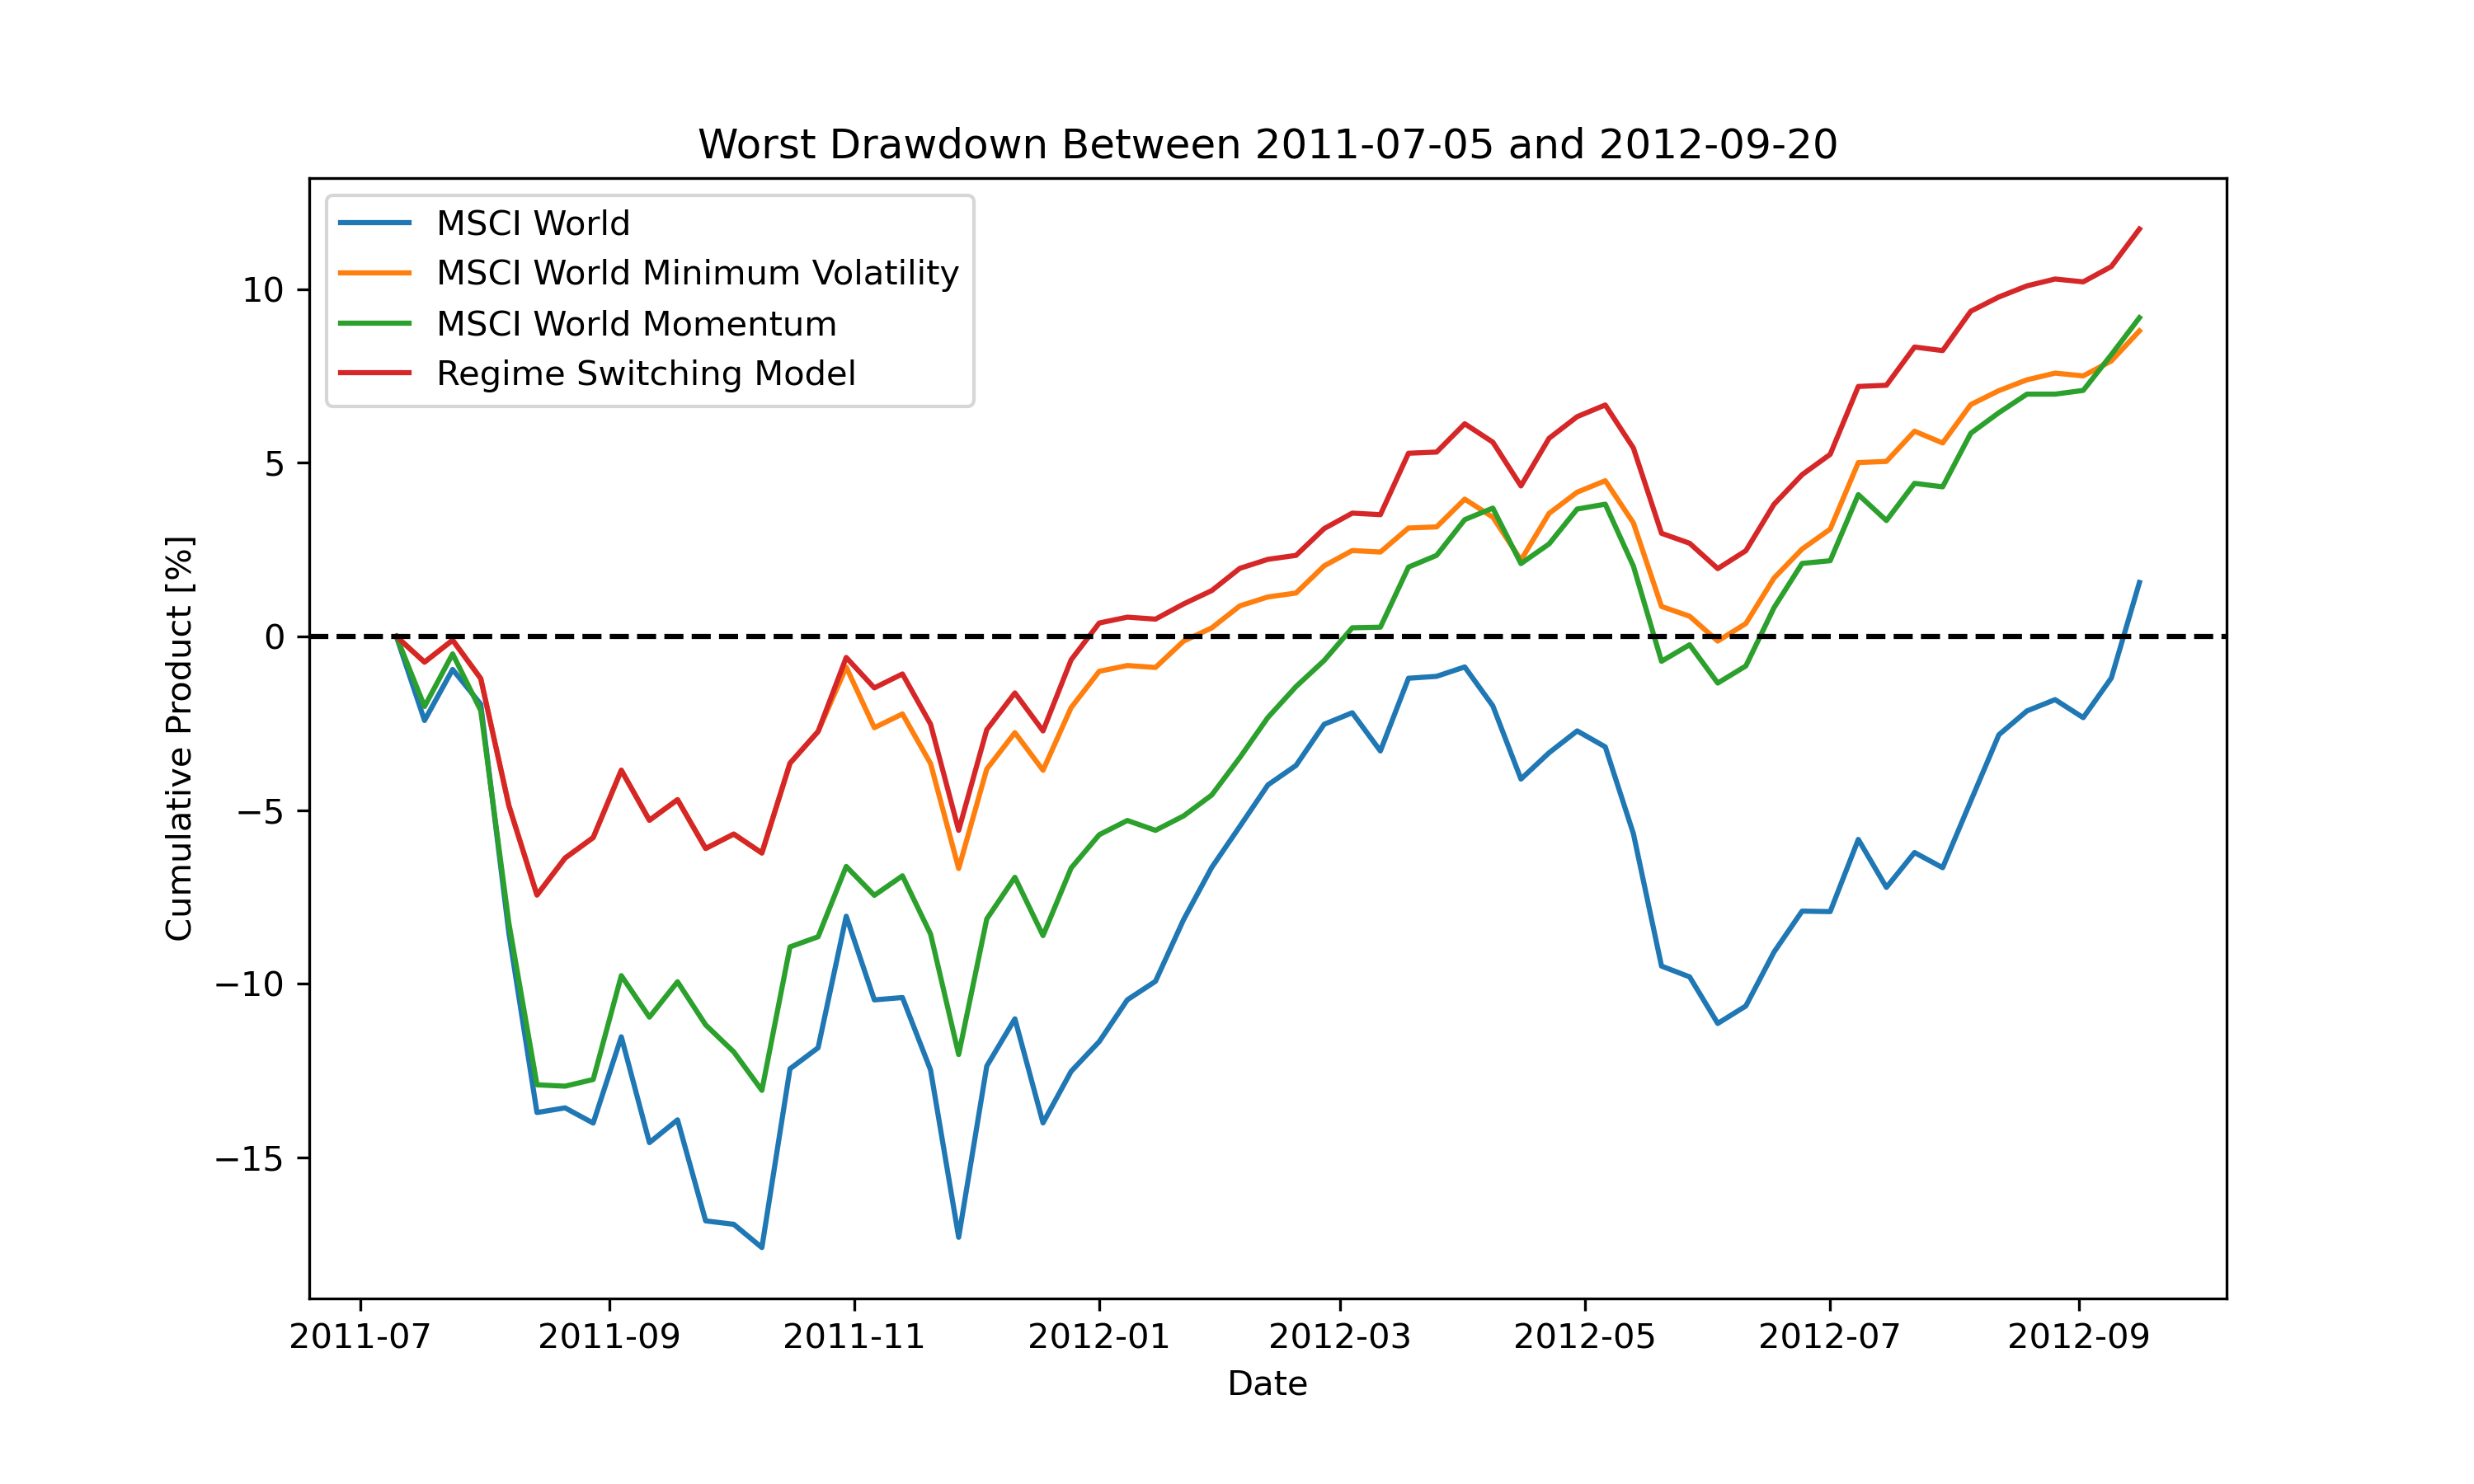 Worst Drawdown Between 2011-07-05 and 2012-09-20
MSCI World
MSCI World Minimum Volatility
MSCI World Momentum
Regime Switching Model
10
5
0
−5
−10
−15
Cumulative Product [%]
2011-07 2011-09 2011-11 2012-01 2012-03 2012-05 2012-07 2012-09
Date